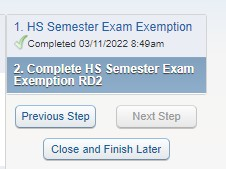 1. HS Semester Exam Exemption
Completed 03/11/2022 8:49am
2. Complete HS Semester Exam
Exemption RD2
Previous Step
Next Step
Close and Finish Later